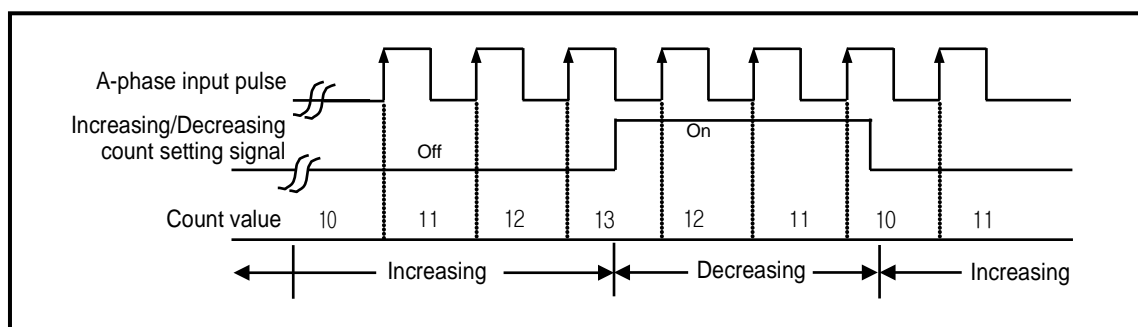 A-phase input pulse
Increasing/Decreasing
count setting signal
Off
On
Count value 10 11 12 13 12 11 10 11
Increasing Decreasing Increasing